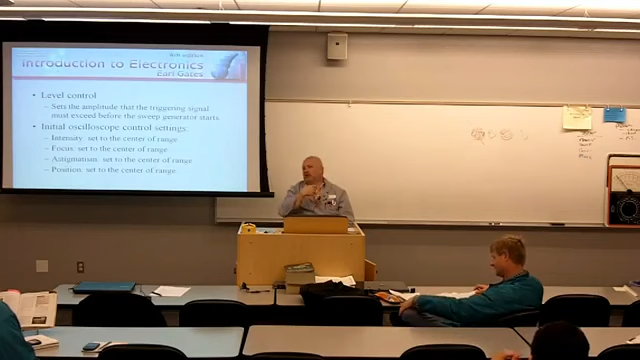 6th edition
Introduction to Electronics
Earl Gates
• Level control
– Sets the amplitude that the triggering signal
must exceed before the sweep generator starts
• Initial oscilloscope control settings:
– Intensity: set to the center of range
– Focus: set to the center of range
– Astigmatism: set to the center of range
– Position: set to the center of range